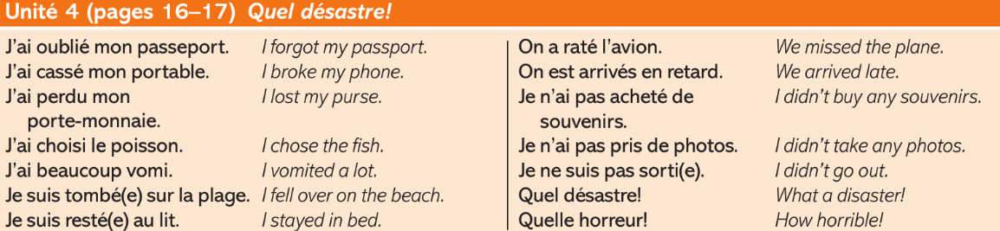 Unité 4 (pages 16–17) Quel désastre!
J'ai oublié mon passeport. I forgot my passport.
J'ai cassé mon portable. I broke my phone.
J'ai perdu mon I lost my purse.
porte-monnaie.
J'ai choisi le poisson. I chose the fish.
J'ai beaucoup vomi. I vomited a lot.
Je suis tombé(e) sur la plage. I fell over on the beach.
Je suis resté(e) au lit. I stayed in bed.
On a raté l'avion. We missed the plane.
On est arrivés en retard. We arrived late.
Je n'ai pas acheté de I didn't buy any souvenirs.
souvenirs.
Je n'ai pas pris de photos. I didn't take any photos.
Je ne suis pas sorti(e). I didn't go out.
Quel désastre! What a disaster!
Quelle horreur! How horrible!